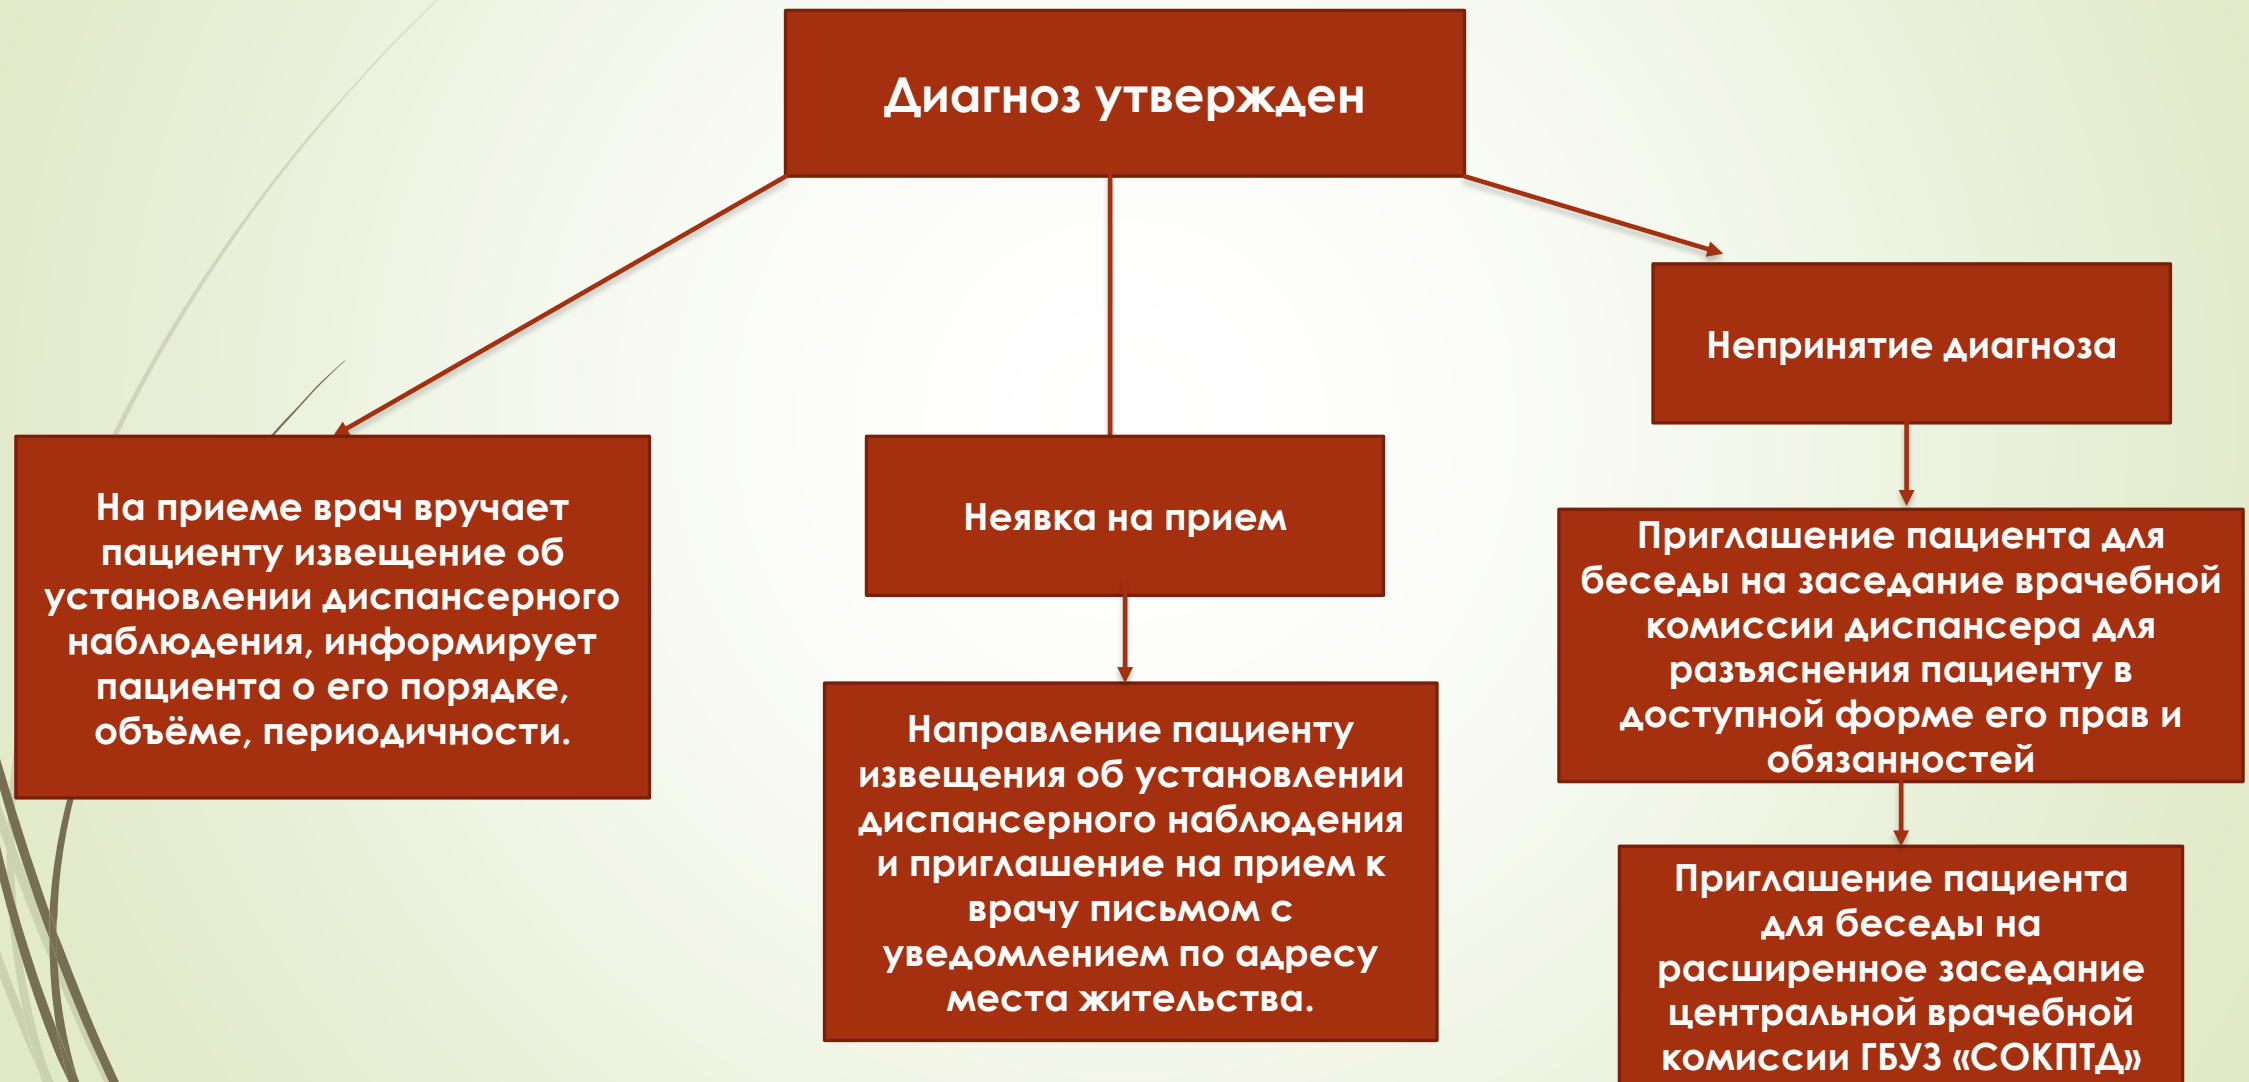 Диагноз утвержден
На приеме врач вручает
пациенту извещение об
установлении диспансерного
наблюдения, информирует
пациента о его порядке,
объёме, периодичности.
Неявка на прием
Направление пациенту
извещения об установлении
диспансерного наблюдения
и приглашение на прием к
врачу письмом с
уведомлением по адресу
места жительства.
Непринятие диагноза
Приглашение пациента для
беседы на заседание врачебной
комиссии диспансера для
разъяснения пациенту в
доступной форме его прав и
обязанностей
Приглашение пациента
для беседы на
расширенное заседание
центральной врачебной
комиссии ГБУЗ «СОКПТД»